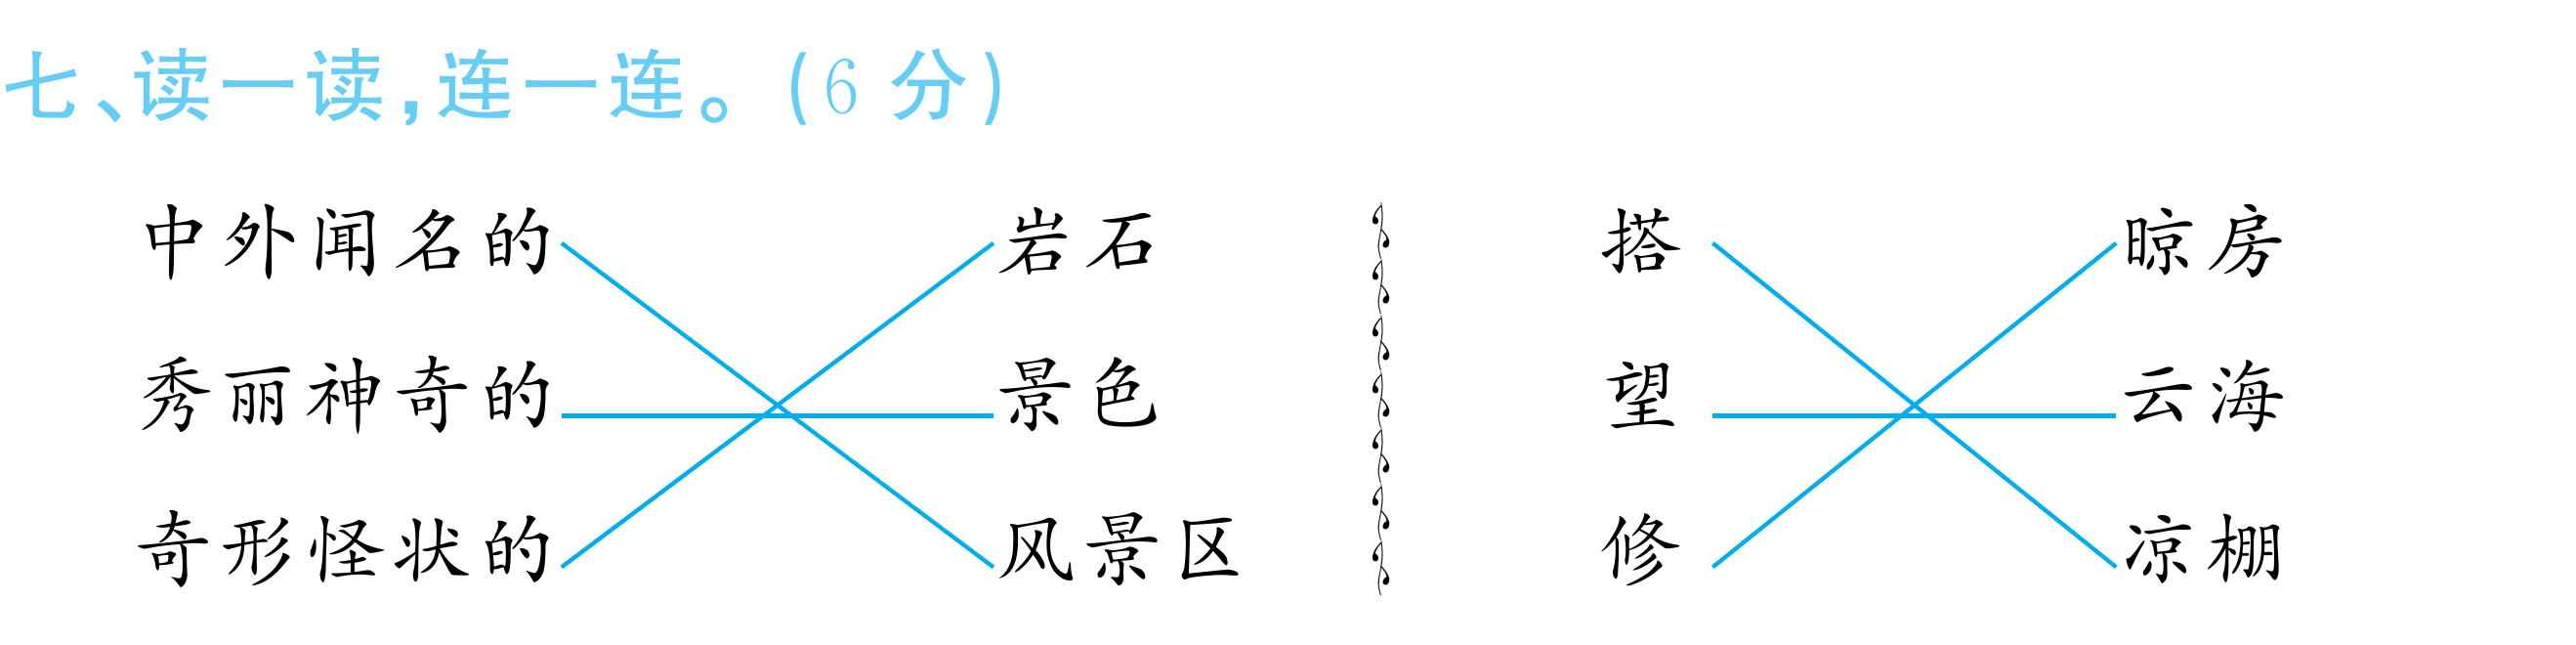 七、读一读,连一连。(6 分)
中外闻名的 岩石 搭 晾房
秀丽神奇的 景色 望 云海
奇形怪状的 风景区 修 凉棚